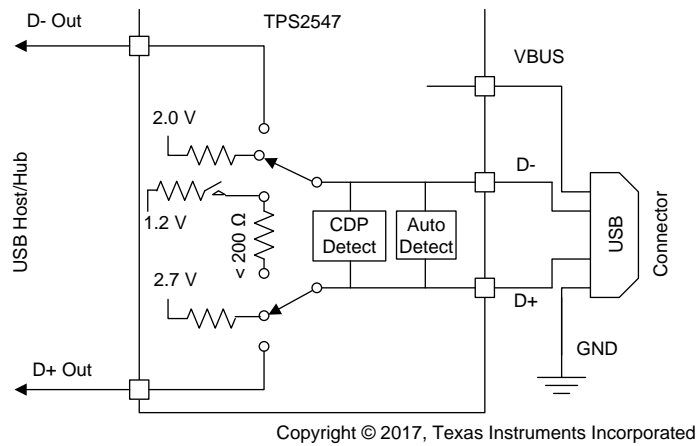 D- Out
TPS2547
VBUS
2.0 V
D-
1.2 V
< 200 Ω
CDP
Detect
Auto
Detect
USB Host/Hub
USB
Connector
2.7 V
D+
D+ Out
GND
Copyright © 2017, Texas Instruments Incorporated